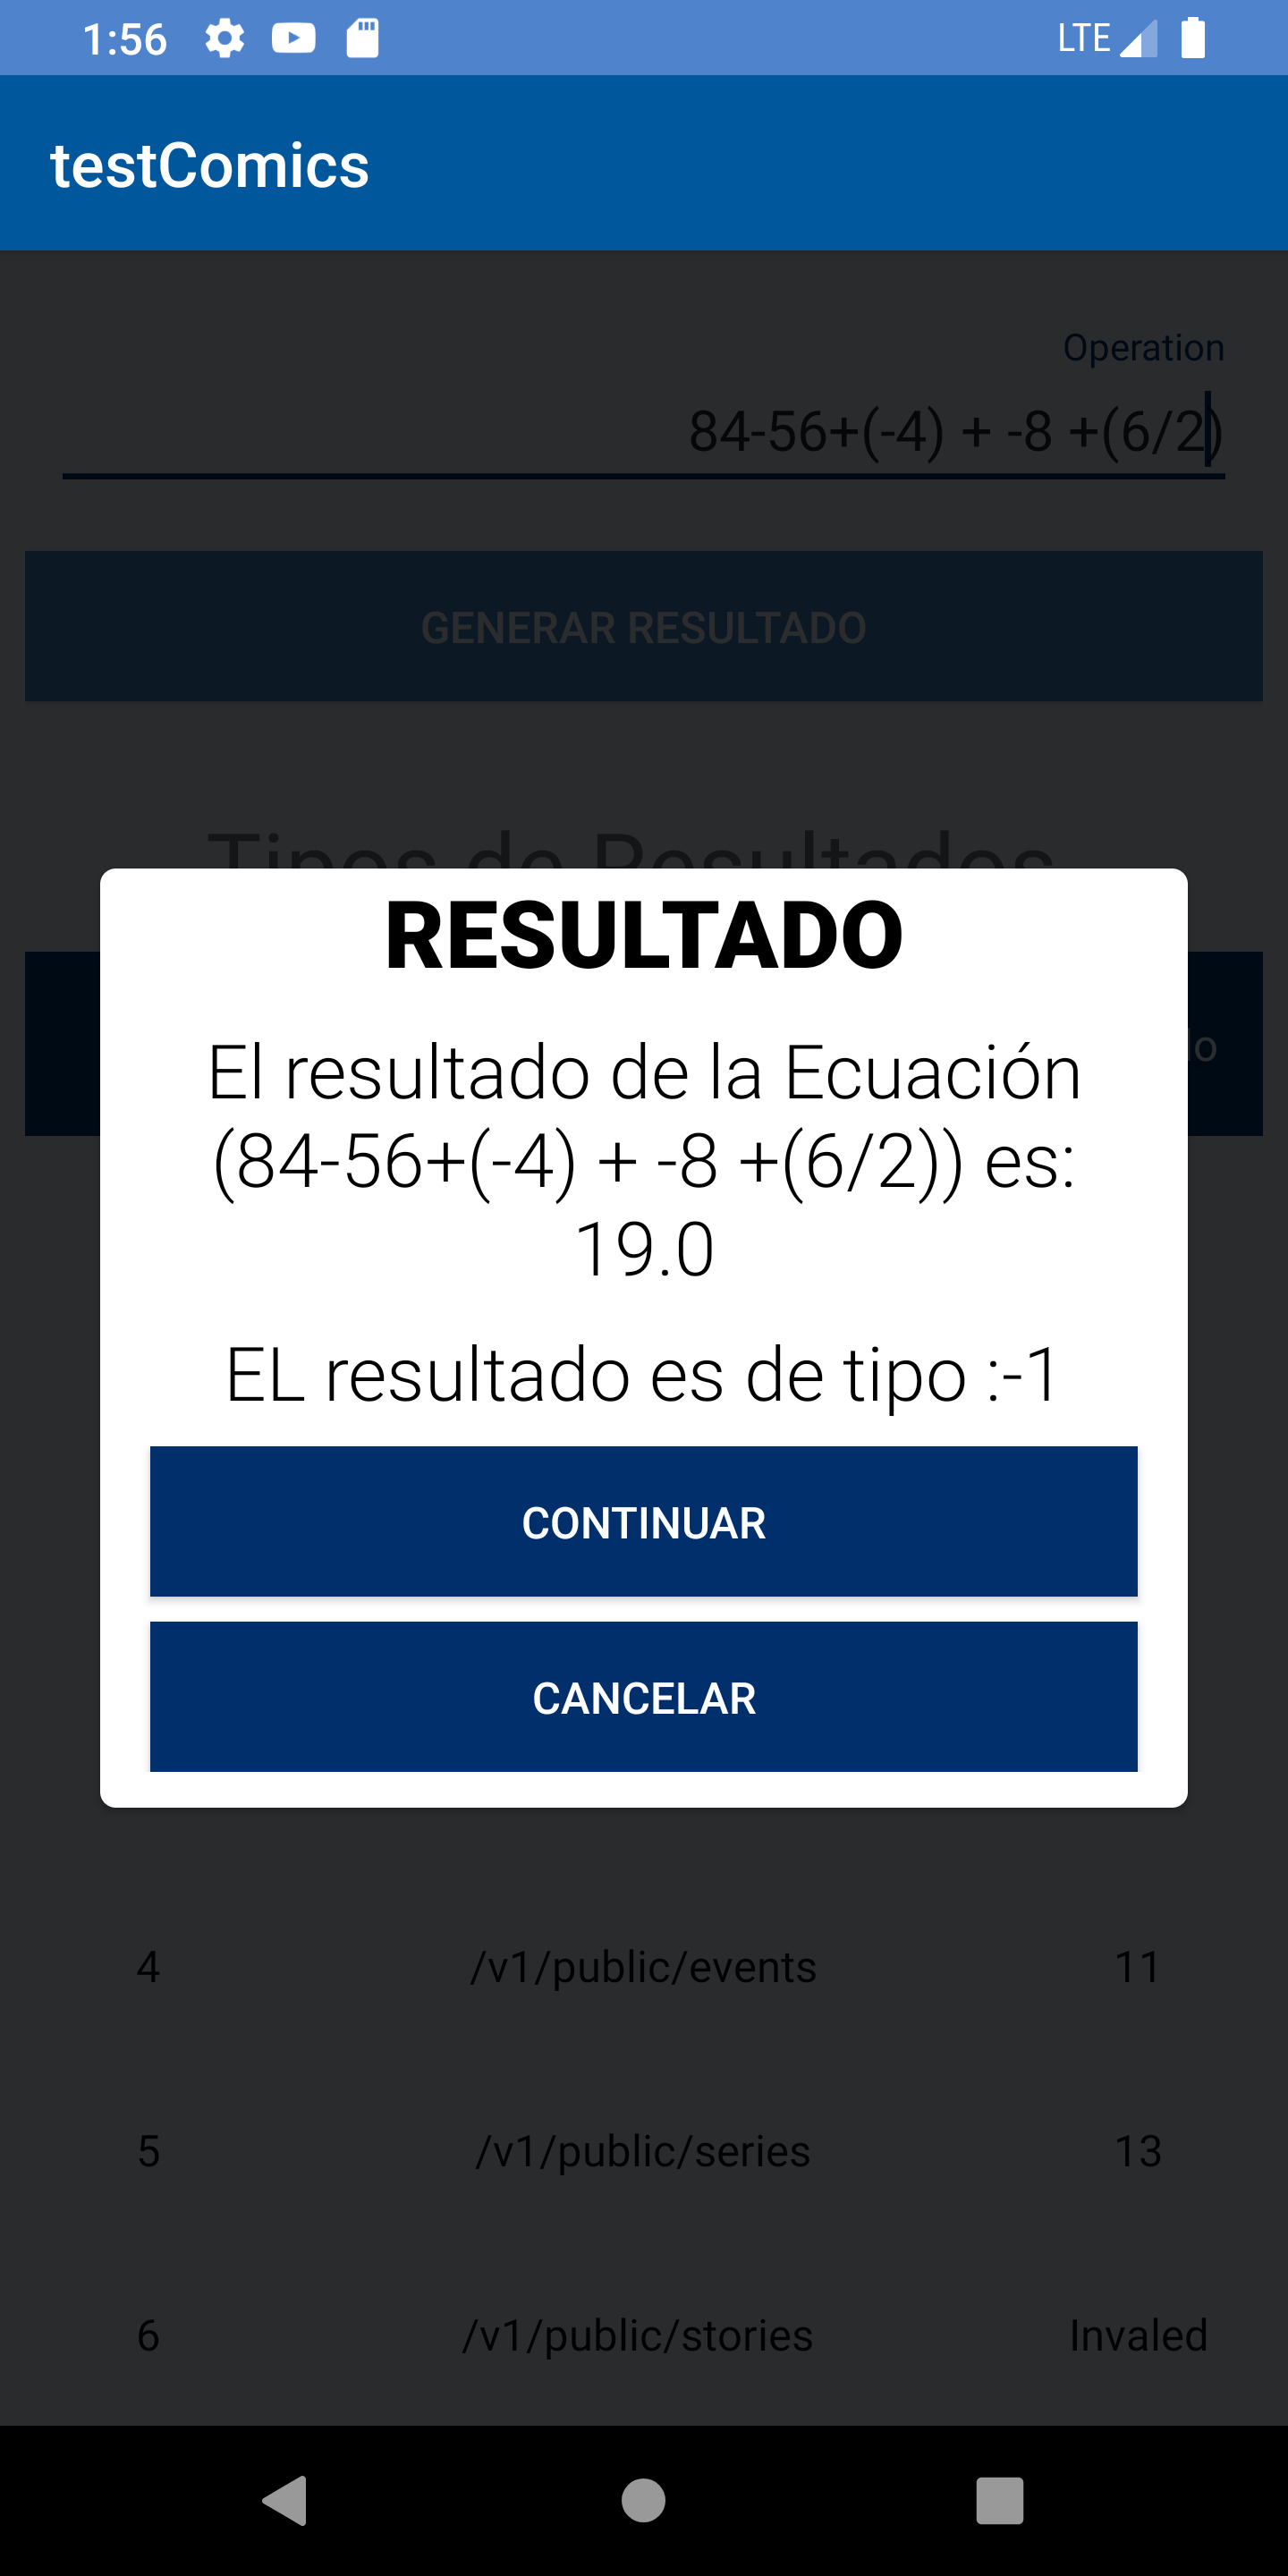 1:56 LTE
testComics
Operation
84-56+(-4) + -8 +(6/2)
GENERAR RESULTADO
Tipos de Resultados
RESULTADO
El resultado de la Ecuación
(84-56+(-4) + -8 +(6/2)) es:
19.0
EL resultado es de tipo :-1
CONTINUAR
CANCELAR
4 /v1/public/events 11
5 /v1/public/series 13
6 /v1/public/stories Invaled